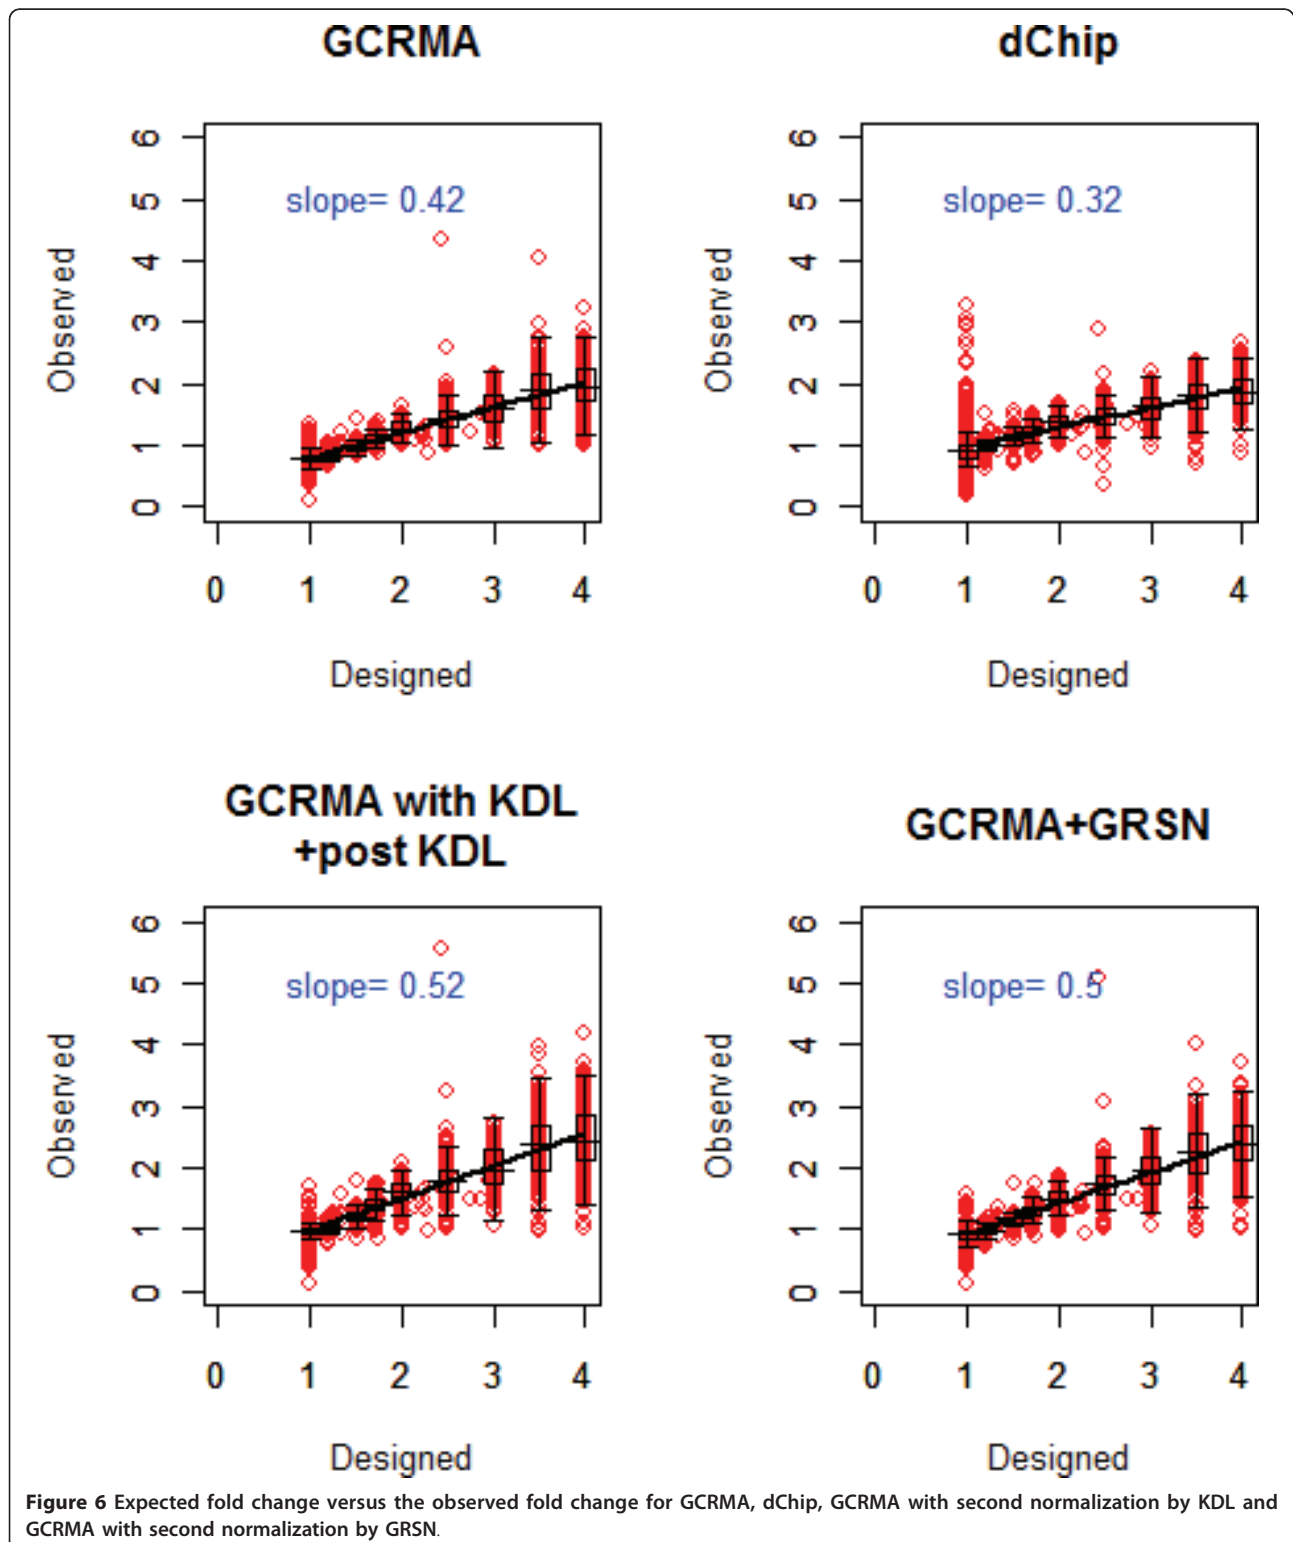 GCRMA
6
5
4
3
2
1
0
Observed
slope= 0.42
0 1 2 3 4
Designed
dChip
6
5
4
3
2
1
0
Observed
slope= 0.32
0 1 2 3 4
Designed
GCRMA with KDL
+post KDL
6
5
4
3
2
1
0
Observed
slope= 0.52
0 1 2 3 4
Designed
GCRMA+GRSN
6
5
4
3
2
1
0
Observed
slope= 0.5
0 1 2 3 4
Designed
Figure 6 Expected fold change versus the observed fold change for GCRMA, dChip, GCRMA with second normalization by KDL and
GCRMA with second normalization by GRSN.